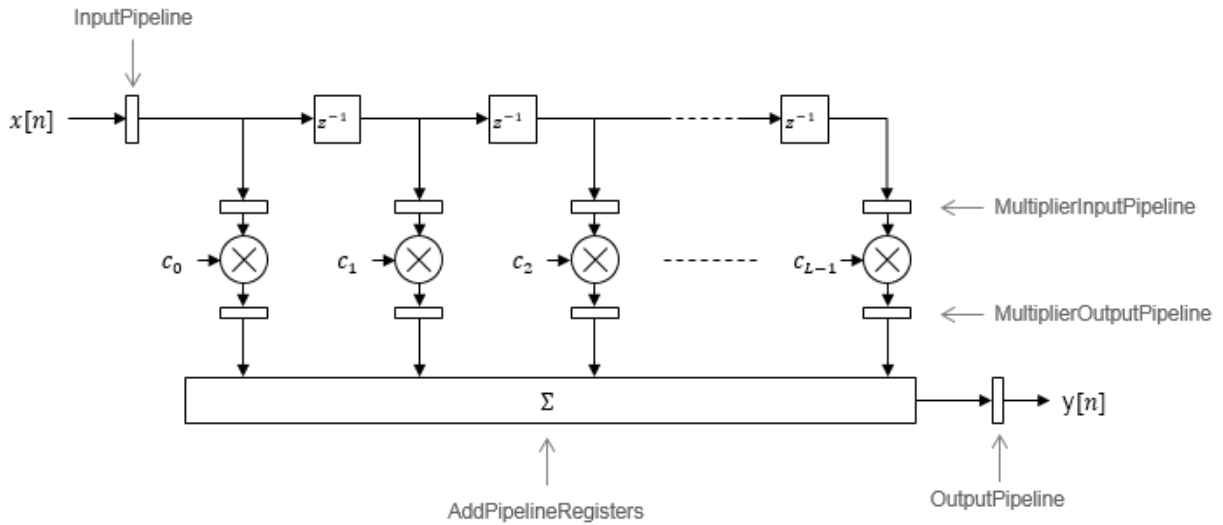 InputPipeline
x[n]
z⁻¹
z⁻¹
z⁻¹
MultiplierInputPipeline
c₀
c₁
c₂
c_{L-1}
MultiplierOutputPipeline
Σ
y[n]
AddPipelineRegisters
OutputPipeline